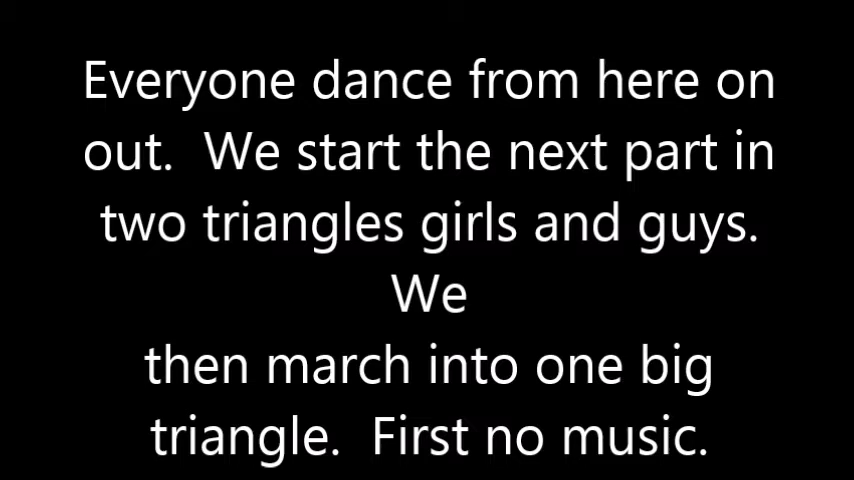 Everyone dance from here on
out.  We start the next part in
two triangles girls and guys.
We
then march into one big
triangle.  First no music.